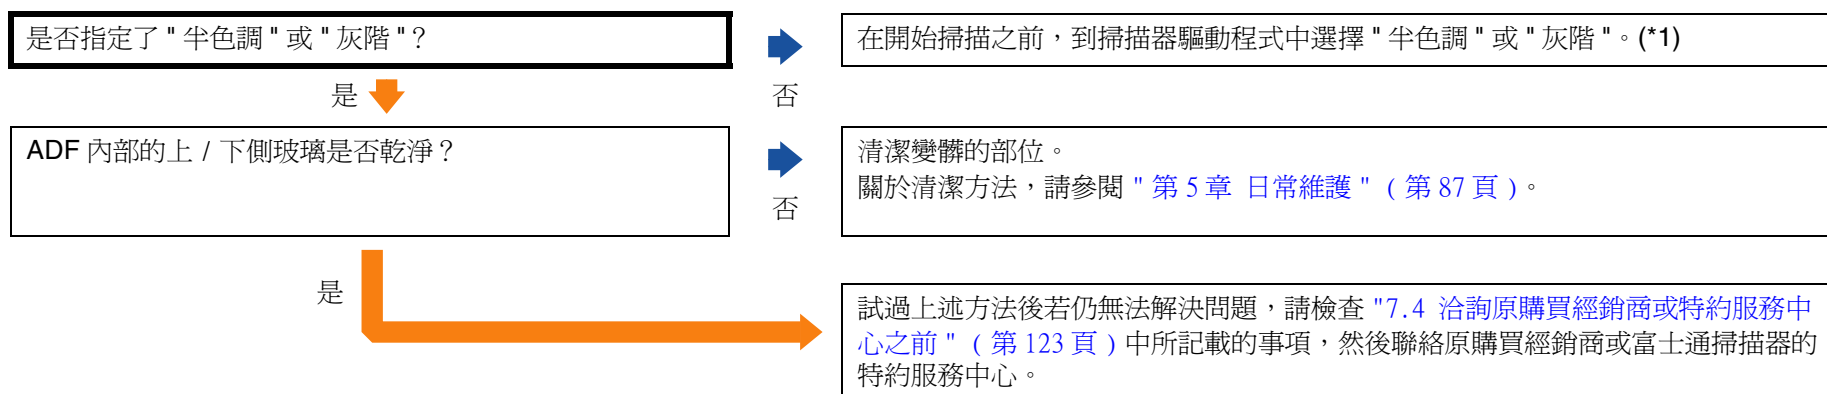 是否指定了 " 半色調 " 或 " 灰階 "？
在開始掃描之前，到掃描器驅動程式中選擇 " 半色調 " 或 " 灰階 "。(*1)
是
否
ADF 內部的上 / 下側玻璃是否乾淨？
清潔變髒的部位。
關於清潔方法，請參閱 " 第 5 章 日常維護 " ( 第 87 頁 )。
否
是
試過上述方法後若仍無法解決問題，請檢查 "7.4 洽詢原購買經銷商或特約服務中
心之前 " ( 第 123 頁 ) 中所記載的事項，然後聯絡原購買經銷商或富士通掃描器的
特約服務中心。